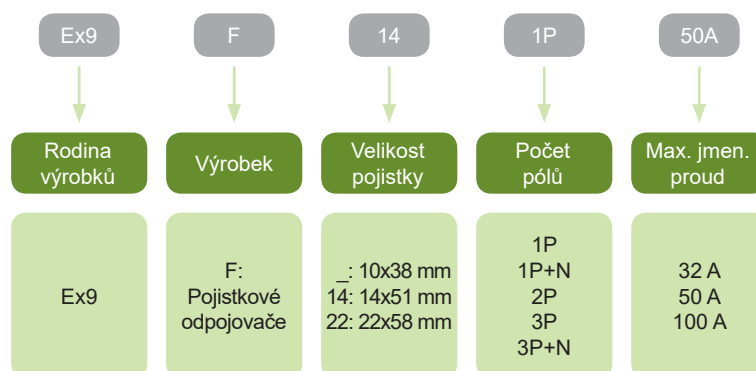 Ex9
F
14
1P
50A
Rodina
výrobků
Výrobek
Velikost
pojistky
Počet
pólů
Max. jmen.
proud
Ex9
F:
Pojistkové
odpojovače
_: 10x38 mm
14: 14x51 mm
22: 22x58 mm
1P
1P+N
2P
3P
3P+N
32 A
50 A
100 A